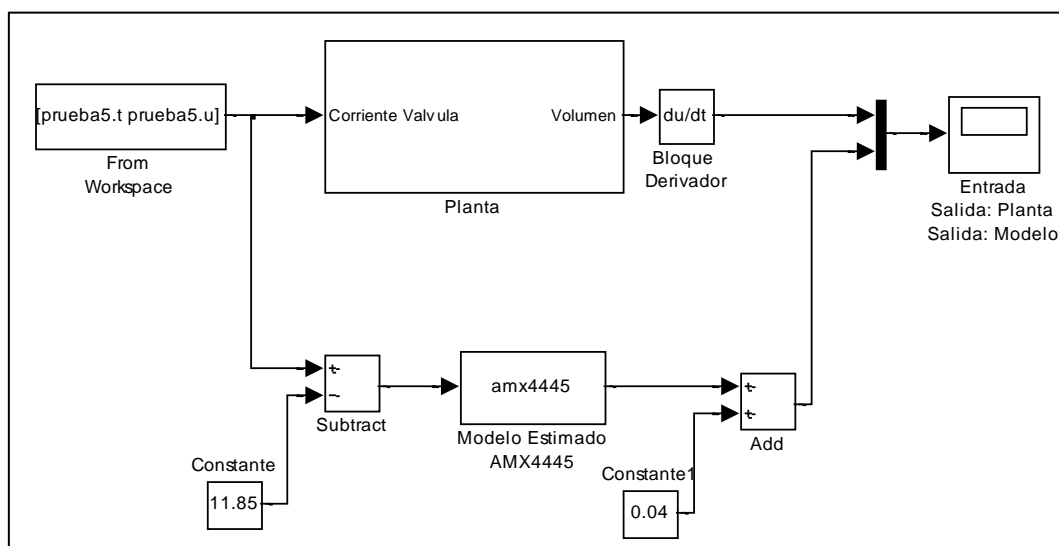 [prueba5.t prueba5.u]
From
Workspace
Corriente Valvula
Volumen
Planta
du/dt
Bloque
Derivador
Entrada
Salida: Planta
Salida: Modelo
Subtract
amx4445
Modelo Estimado
AMX4445
Add
Constante
11.85
Constante1
0.04